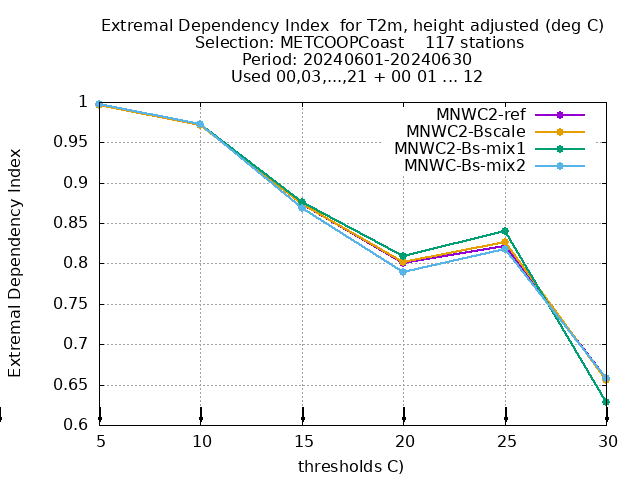 Extremal Dependency Index  for T2m, height adjusted (deg C)
Selection: METCOOPCoast    117 stations
Period: 20240601-20240630
Used 00,03,...,21 + 00 01 ... 12
MNWC2-ref
MNWC2-Bscale
MNWC2-Bs-mix1
MNWC-Bs-mix2
Extremal Dependency Index
1
0.95
0.9
0.85
0.8
0.75
0.7
0.65
0.6
5 10 15 20 25 30
thresholds C)